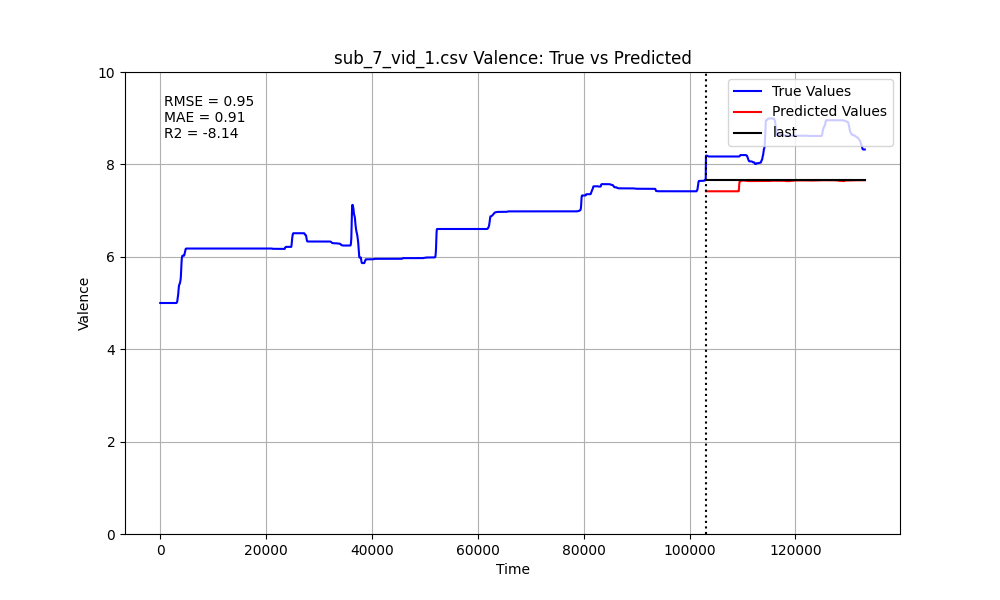 sub_7_vid_1.csv Valence: True vs Predicted
10
8
6
4
2
0
Valence
RMSE = 0.95
MAE = 0.91
R2 = -8.14
True Values
Predicted Values
last
0
20000
40000
60000
80000
100000
120000
Time